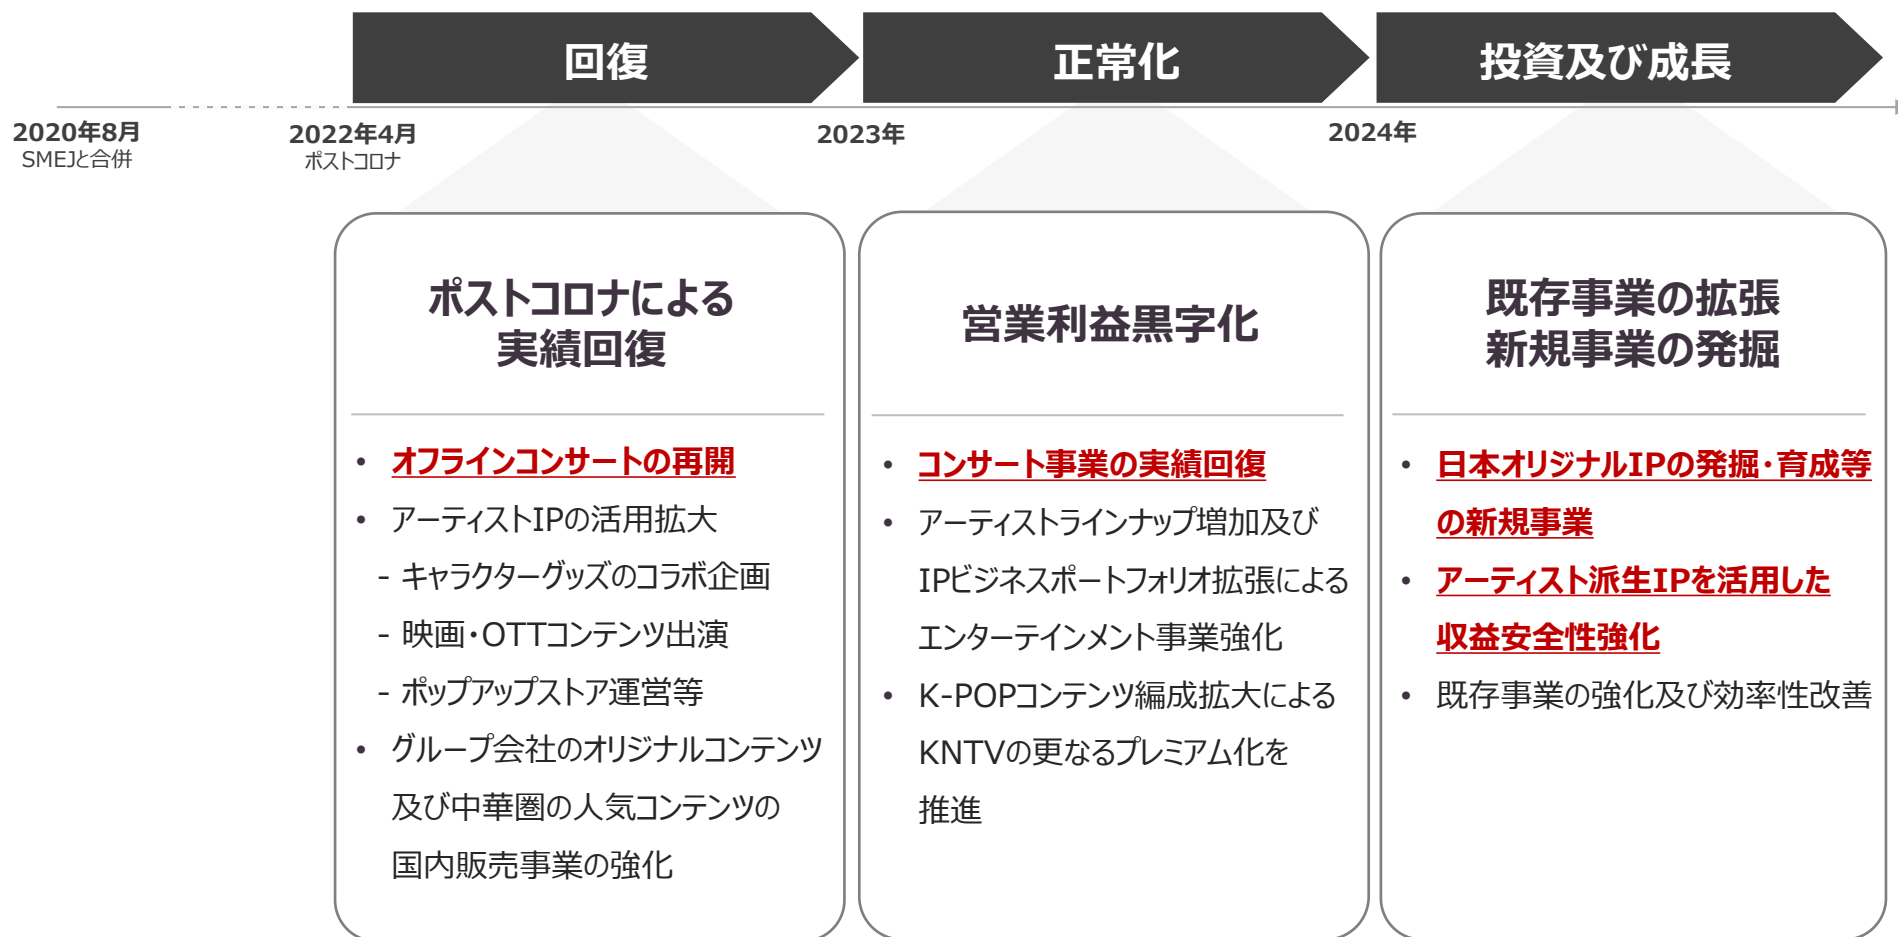 回復
正常化
投資及び成長
2020年8月
SMEJと合併
2022年4月
ポストコロナ
2023年
2024年
ポストコロナによる
実績回復
• オフラインコンサートの再開
• アーティストIPの活用拡大
- キャラクターグッズのコラボ企画
- 映画・OTTコンテンツ出演
- ポップアップストア運営等
• グループ会社のオリジナルコンテンツ
及び中華圏の人気コンテンツの
国内販売事業の強化
営業利益黒字化
• コンサート事業の実績回復
• アーティストラインナップ増加及び
IPビジネスポートフォリオ拡張による
エンターテインメント事業強化
• K-POPコンテンツ編成拡大による
KNTVの更なるプレミアム化を
推進
既存事業の拡張
新規事業の発掘
• 日本オリジナルIPの発掘・育成等
の新規事業
• アーティスト派生IPを活用した
収益安全性強化
• 既存事業の強化及び効率性改善